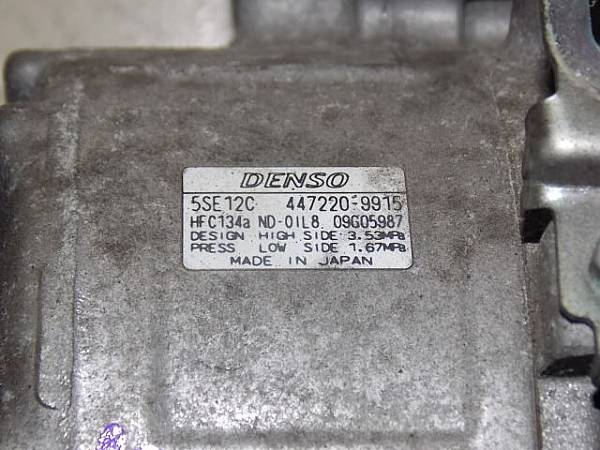 DENSO
5SE12C 447220-9915
HFC134a ND-OIL8 09G05987
DESIGN HIGH SIDE 3.53MPa
PRESS LOW SIDE 1.67MPa
MADE IN JAPAN